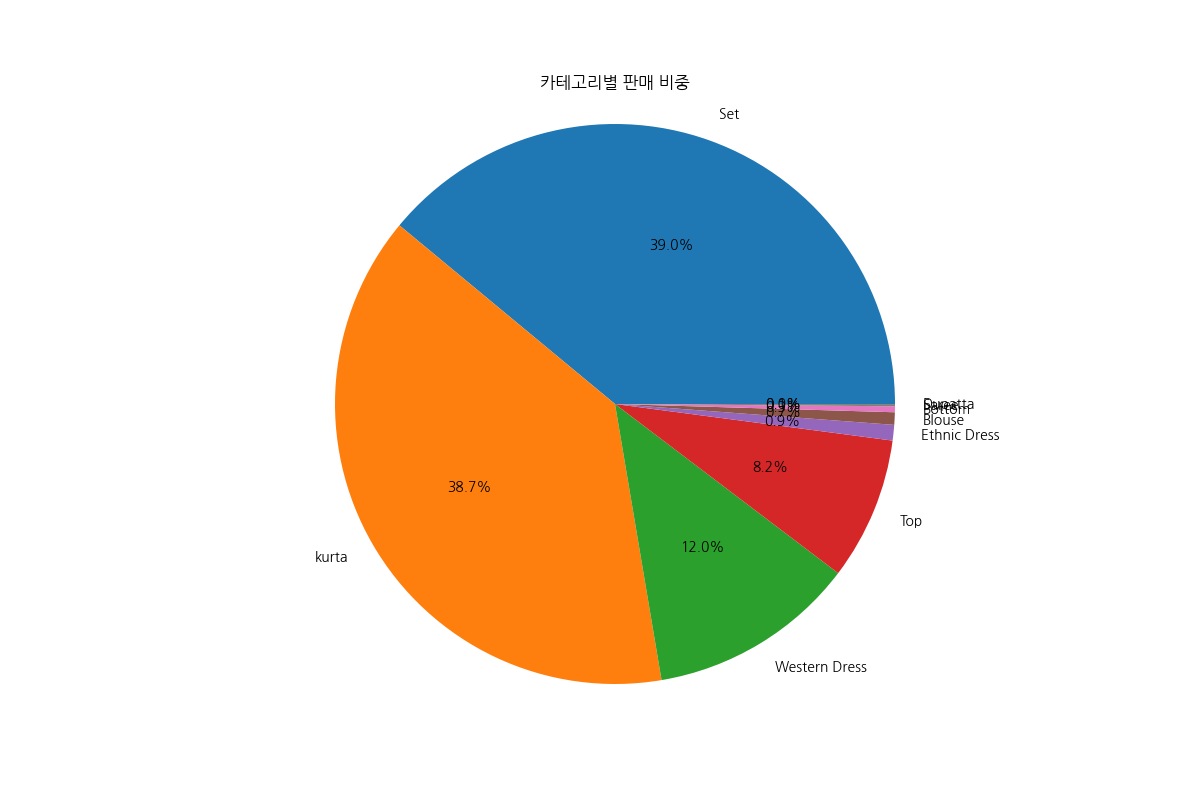 카테고리별 판매 비중
Set
39.0%
kurta
38.7%
12.0%
Western Dress
8.2%
Top
0.9%
Ethnic Dress
Blouse
Bottom